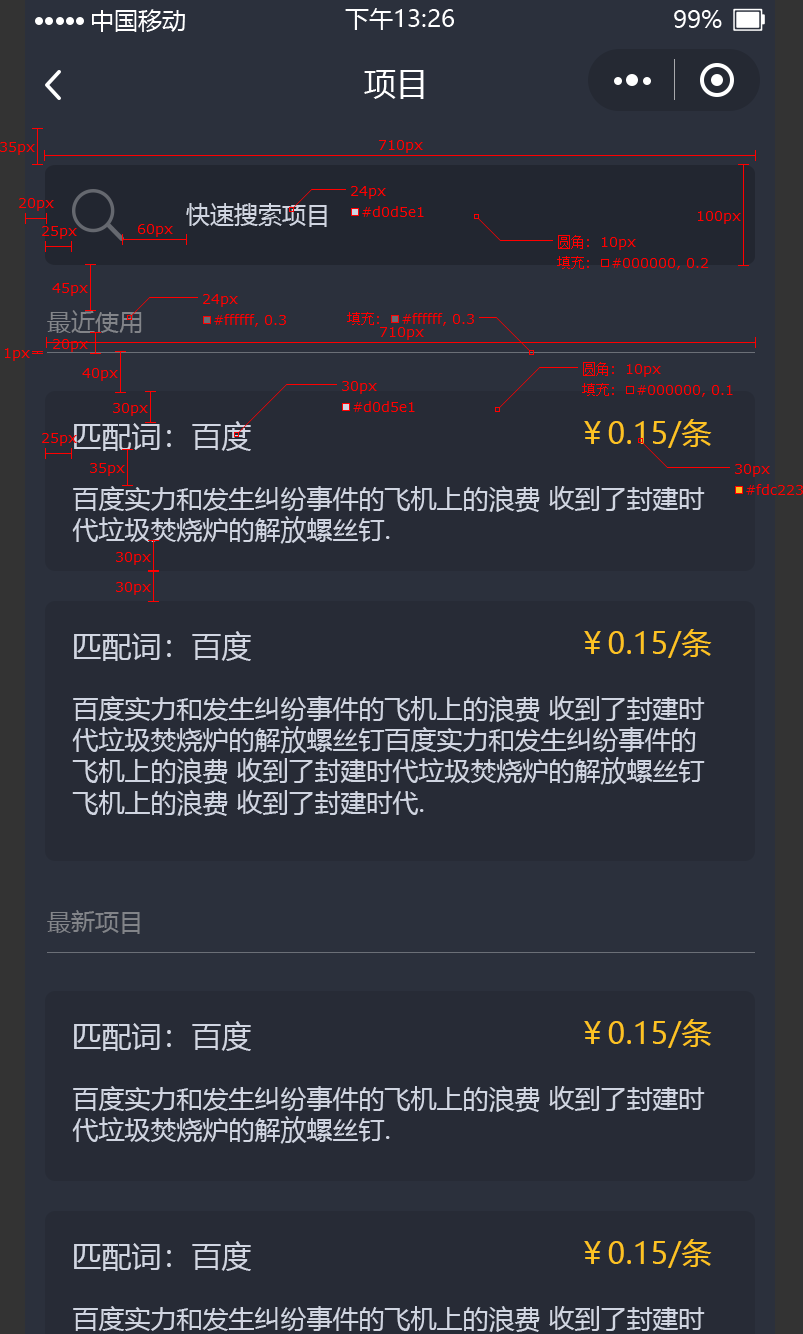 中国移动
下午13:26
99%
项目
35px
710px
24px
#d0d5e1
20px
快速搜索项目
100px
25px
60px
圆角：10px
填充：#000000, 0.2
45px
24px
最近使用
#ffffff, 0.3
填充：#ffffff, 0.3
710px
20px
1px
40px
圆角：10px
填充：#000000, 0.1
30px
#d0d5e1
30px
匹配词：百度
¥0.15/条
25px
35px
30px
#fdc223
百度实力和发生纠纷事件的飞机上的浪费 收到了封建时
代垃圾焚烧炉的解放螺丝钉.
30px
30px
匹配词：百度
¥0.15/条
百度实力和发生纠纷事件的飞机上的浪费 收到了封建时
代垃圾焚烧炉的解放螺丝钉百度实力和发生纠纷事件的
飞机上的浪费 收到了封建时代垃圾焚烧炉的解放螺丝钉
飞机上的浪费 收到了封建时代.
最新项目
匹配词：百度
¥0.15/条
百度实力和发生纠纷事件的飞机上的浪费 收到了封建时
代垃圾焚烧炉的解放螺丝钉.
匹配词：百度
¥0.15/条
百度实力和发生纠纷事件的飞机上的浪费 收到了封建时